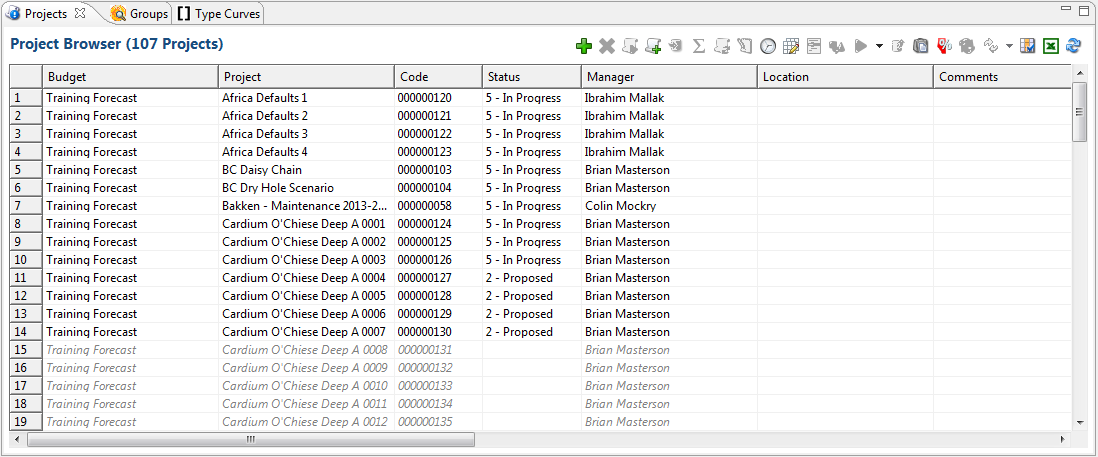 Projects Groups Type Curves
Project Browser (107 Projects)
Budget Project Code Status Manager Location Comments
1 Training Forecast Africa Defaults 1 000000120 5 - In Progress Ibrahim Mallak
2 Training Forecast Africa Defaults 2 000000121 5 - In Progress Ibrahim Mallak
3 Training Forecast Africa Defaults 3 000000122 5 - In Progress Ibrahim Mallak
4 Training Forecast Africa Defaults 4 000000123 5 - In Progress Ibrahim Mallak
5 Training Forecast BC Daisy Chain 000000103 5 - In Progress Brian Masterson
6 Training Forecast BC Dry Hole Scenario 000000104 5 - In Progress Brian Masterson
7 Training Forecast Bakken - Maintenance 2013-2... 000000058 5 - In Progress Colin Mockry
8 Training Forecast Cardium O'Chiese Deep A 0001 000000124 5 - In Progress Brian Masterson
9 Training Forecast Cardium O'Chiese Deep A 0002 000000125 5 - In Progress Brian Masterson
10 Training Forecast Cardium O'Chiese Deep A 0003 000000126 5 - In Progress Brian Masterson
11 Training Forecast Cardium O'Chiese Deep A 0004 000000127 2 - Proposed Brian Masterson
12 Training Forecast Cardium O'Chiese Deep A 0005 000000128 2 - Proposed Brian Masterson
13 Training Forecast Cardium O'Chiese Deep A 0006 000000129 2 - Proposed Brian Masterson
14 Training Forecast Cardium O'Chiese Deep A 0007 000000130 2 - Proposed Brian Masterson
15 Training Forecast Cardium O'Chiese Deep A 0008 000000131 Brian Masterson
16 Training Forecast Cardium O'Chiese Deep A 0009 000000132 Brian Masterson
17 Training Forecast Cardium O'Chiese Deep A 0010 000000133 Brian Masterson
18 Training Forecast Cardium O'Chiese Deep A 0011 000000134 Brian Masterson
19 Training Forecast Cardium O'Chiese Deep A 0012 000000135 Brian Masterson